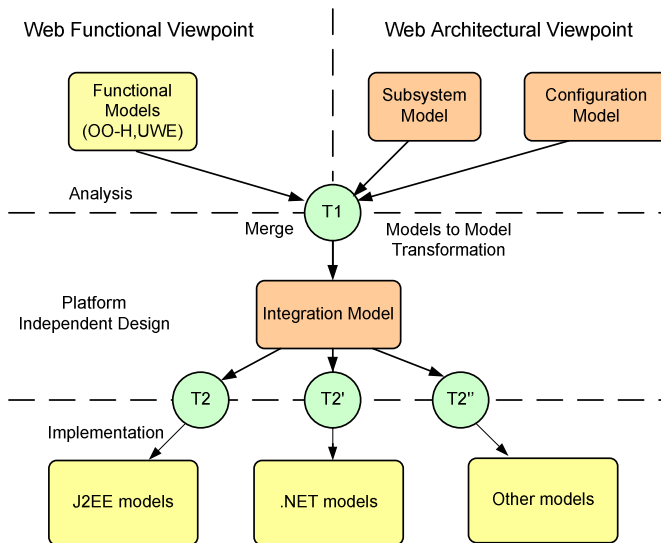 Web Functional Viewpoint
Web Architectural Viewpoint
Functional
Models
(OO-H,UWE)
Subsystem
Model
Configuration
Model
Analysis
T1
Merge
Models to Model
Transformation
Platform
Independent Design
Integration Model
T2
T2'
T2''
Implementation
J2EE models
.NET models
Other models